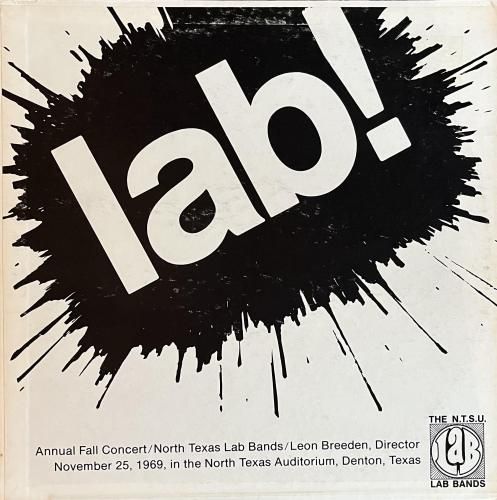 lab!
Annual Fall Concert/North Texas Lab Bands/Leon Breeden, Director
November 25, 1969, in the North Texas Auditorium, Denton, Texas
THE N.T.S.U.
LAB
LAB BANDS